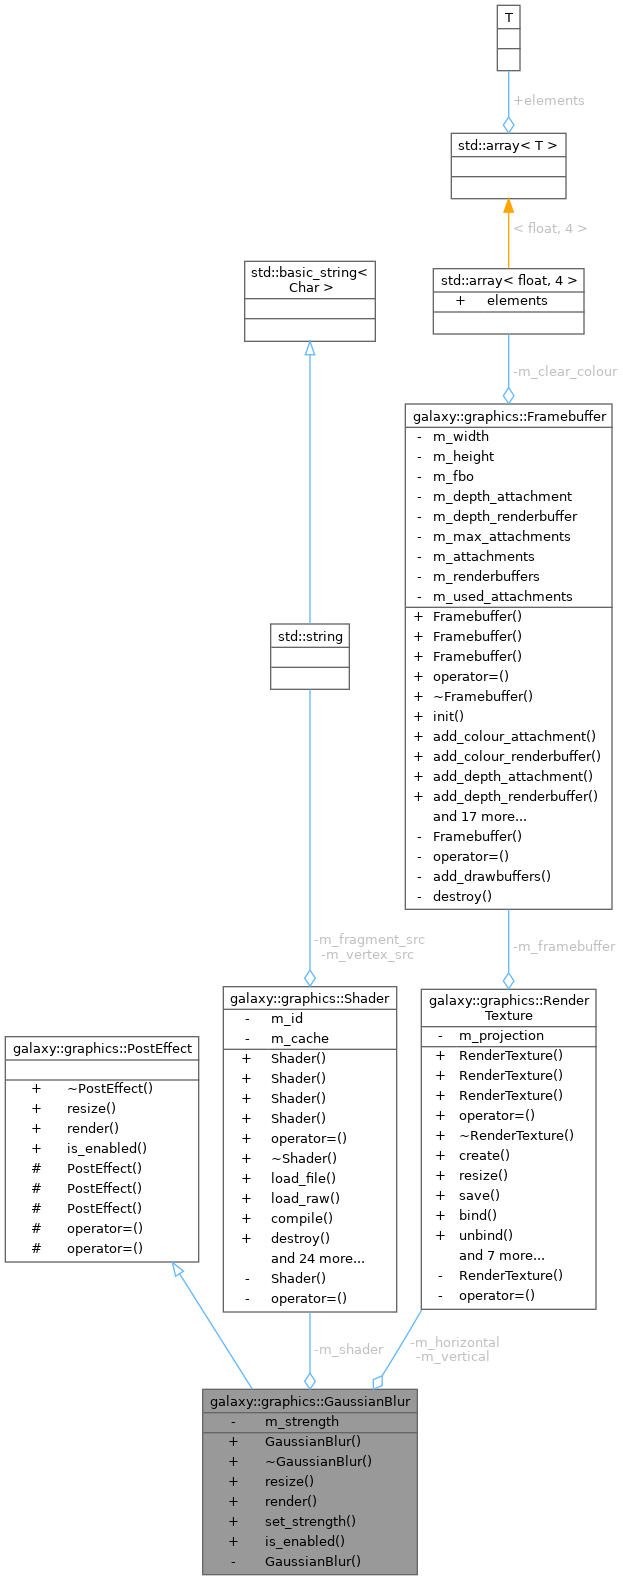 T
+elements
std::array< T >
< float, 4 >
std::basic_string<
Char >
std::array< float, 4 >
+ elements
-m_clear_colour
galaxy::graphics::Framebuffer
- m_width
- m_height
- m_fbo
- m_depth_attachment
- m_depth_renderbuffer
- m_max_attachments
- m_attachments
- m_renderbuffers
- m_used_attachments
+ Framebuffer()
+ Framebuffer()
+ Framebuffer()
+ operator=()
+ ~Framebuffer()
+ init()
+ add_colour_attachment()
+ add_colour_renderbuffer()
+ add_depth_attachment()
+ add_depth_renderbuffer()
and 17 more...
- Framebuffer()
- operator=()
- add_drawbuffers()
- destroy()
std::string
-m_fragment_src
-m_vertex_src
-m_framebuffer
galaxy::graphics::Shader
- m_id
- m_cache
+ Shader()
+ Shader()
+ Shader()
+ Shader()
+ operator=()
+ ~Shader()
+ load_file()
+ load_raw()
+ compile()
+ destroy()
and 24 more...
- Shader()
- operator=()
galaxy::graphics::Render
Texture
- m_projection
+ RenderTexture()
+ RenderTexture()
+ RenderTexture()
+ operator=()
+ ~RenderTexture()
+ create()
+ resize()
+ save()
+ bind()
+ unbind()
and 7 more...
- RenderTexture()
- operator=()
galaxy::graphics::PostEffect
+ ~PostEffect()
+ resize()
+ render()
+ is_enabled()
# PostEffect()
# PostEffect()
# PostEffect()
# operator=()
# operator=()
-m_shader
-m_horizontal
-m_vertical
galaxy::graphics::GaussianBlur
- m_strength
+ GaussianBlur()
+ ~GaussianBlur()
+ resize()
+ render()
+ set_strength()
+ is_enabled()
- GaussianBlur()